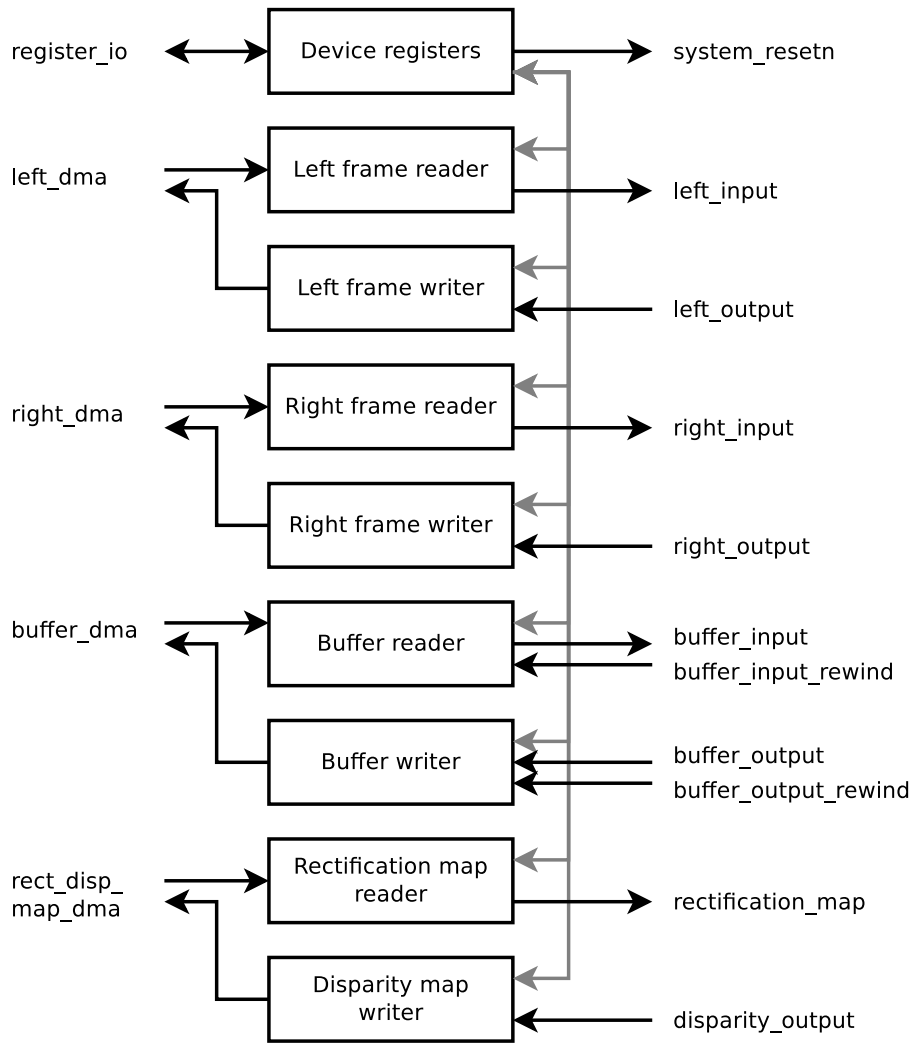 register_io
Device registers
system_resetn
left_dma
Left frame reader
left_input
Left frame writer
left_output
right_dma
Right frame reader
right_input
Right frame writer
right_output
buffer_dma
Buffer reader
buffer_input
buffer_input_rewind
Buffer writer
buffer_output
buffer_output_rewind
rect_disp_
map_dma
Rectification map
reader
rectification_map
Disparity map
writer
disparity_output